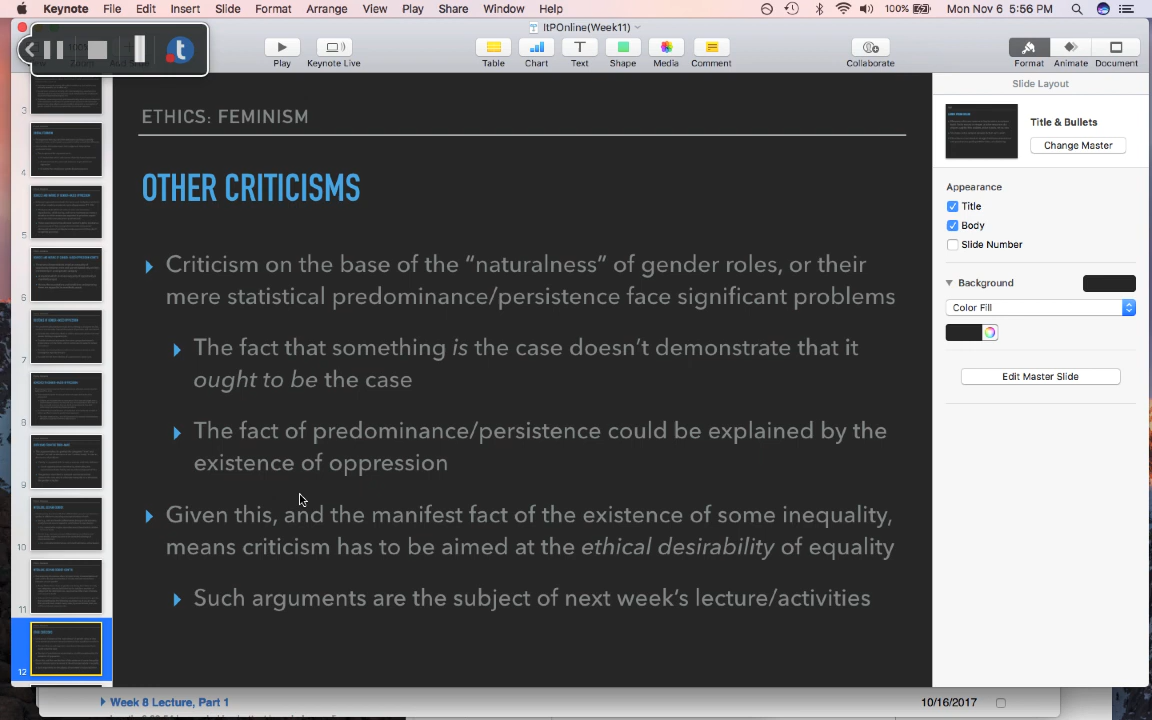 Keynote File Edit Insert Slide Format Arrange View Play Share Window Help 100% Mon Nov 6 5:56 PM
ItPOnline(Week11)
Play Keynote Live Table Chart Text Shape Media Comment Collaborate Format Animate Document
Slide Layout
Title & Bullets
Change Master
Appearance
Title
Body
Slide Number
Background
Color Fill
Edit Master Slide
3
4
5
6
7
8
9
10
11
12
ETHICS: FEMINISM
OTHER CRITICISMS
Criticism on the base of the “naturalness” of gender roles, or their
mere statistical predominance/persistence face significant problems
The fact that something is the case doesn’t demonstrate that it
ought to be the case
The fact of predominance/persistence could be explained by the
existence of oppression
Given this, and the manifest fact of the existence of some inequality,
means criticism has to be aimed at the ethical desirability of equality
Such arguments are the subject of next week’s lecture/activities
Week 8 Lecture, Part 1 10/16/2017